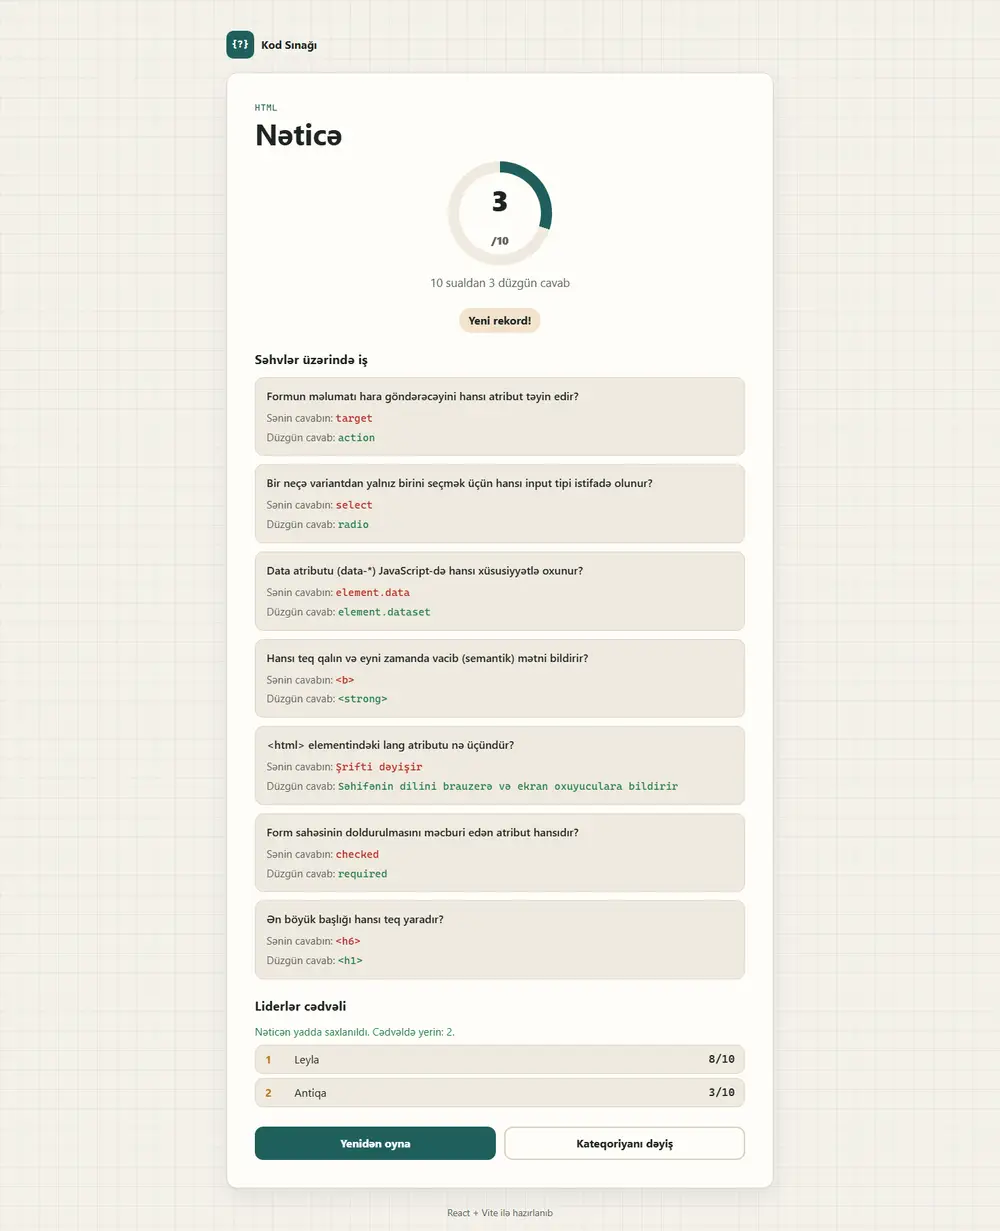 {?} Kod Sınağı
HTML
Nəticə
3
/10
10 sualdan 3 düzgün cavab
Yeni rekord!
Səhvlər üzərində iş
Formun məlumatı hara göndərəcəyini hansı atribut təyin edir?
Sənin cavabın: target
Düzgün cavab: action
Bir neçə variantdan yalnız birini seçmək üçün hansı input tipi istifadə olunur?
Sənin cavabın: select
Düzgün cavab: radio
Data atributu (data-*) JavaScript-də hansı xüsusiyyətlə oxunur?
Sənin cavabın: element.data
Düzgün cavab: element.dataset
Hansı teq qalın və eyni zamanda vacib (semantik) mətni bildirir?
Sənin cavabın: <b>
Düzgün cavab: <strong>
<html> elementindəki lang atributu nə üçündür?
Sənin cavabın: Şrifti dəyişir
Düzgün cavab: Səhifənin dilini brauzerə və ekran oxuyuculara bildirir
Form sahəsinin doldurulmasını məcburi edən atribut hansıdır?
Sənin cavabın: checked
Düzgün cavab: required
Ən böyük başlığı hansı teq yaradır?
Sənin cavabın: <h6>
Düzgün cavab: <h1>
Liderlər cədvəli
Nəticən yadda saxlanıldı. Cədvəldə yerin: 2.
1 Leyla 8/10
2 Antiqa 3/10
Yenidən oyna
Kateqoriyanı dəyiş
React + Vite ilə hazırlanıb